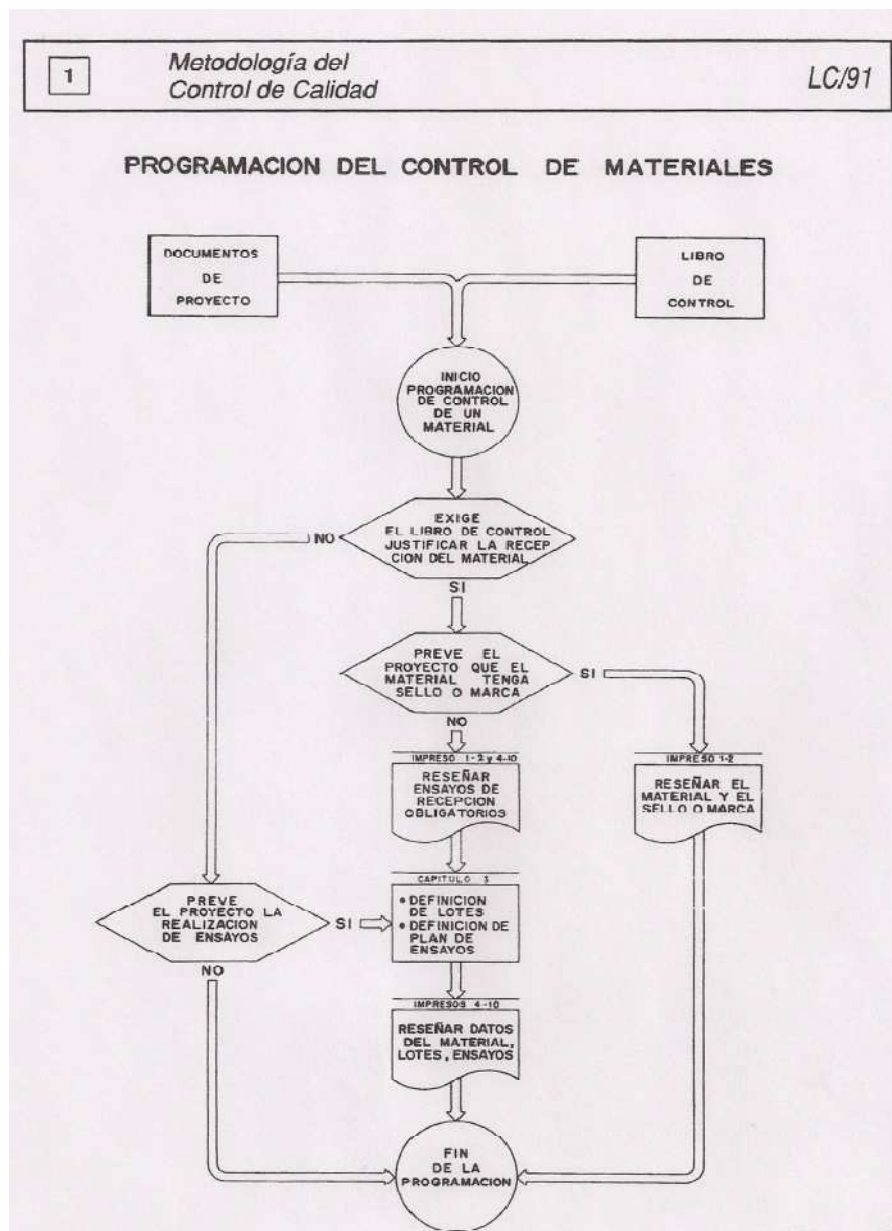 1
Metodología del
Control de Calidad
LC/91
PROGRAMACION DEL CONTROL DE MATERIALES
DOCUMENTOS
DE
PROYECTO
LIBRO
DE
CONTROL
INICIO
PROGRAMACION
DE CONTROL
DE UN
MATERIAL
EXIGE
EL LIBRO DE CONTROL
JUSTIFICAR LA RECEP
CION DEL MATERIAL
NO
SI
PREVE EL
PROYECTO QUE EL
MATERIAL TENGA
SELLO O MARCA
SI
NO
IMPRESO 1-2 y 4-10
RESEÑAR
ENSAYOS DE
RECEPCION
OBLIGATORIOS
IMPRESO 1-2
RESEÑAR EL
MATERIAL Y EL
SELLO O MARCA
CAPITULO 3
• DEFINICION
DE LOTES
• DEFINICION DE
PLAN DE
ENSAYOS
PREVE
EL PROYECTO LA
REALIZACION
DE ENSAYOS
SI
NO
IMPRESOS 4-10
RESEÑAR DATOS
DEL MATERIAL,
LOTES, ENSAYOS
FIN
DE LA
PROGRAMACION